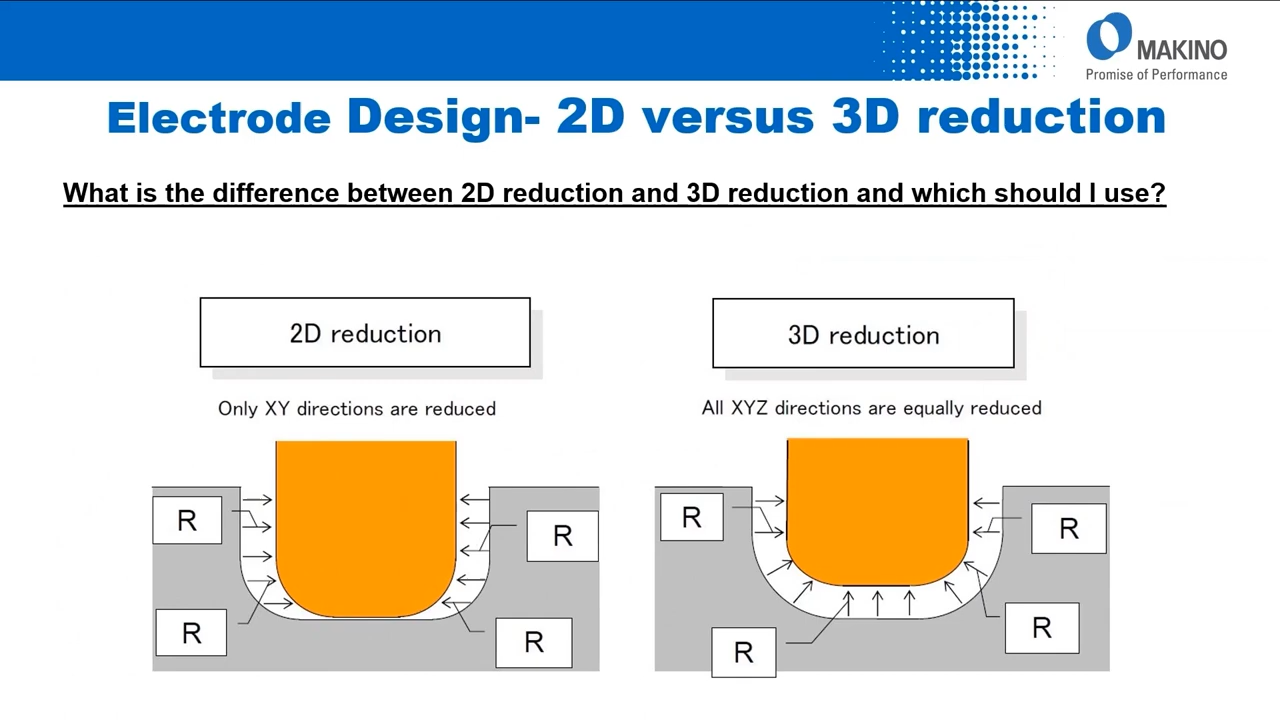 MAKINO
Promise of Performance
Electrode Design- 2D versus 3D reduction
What is the difference between 2D reduction and 3D reduction and which should I use?
2D reduction
Only XY directions are reduced
R
R
R
R
3D reduction
All XYZ directions are equally reduced
R
R
R
R